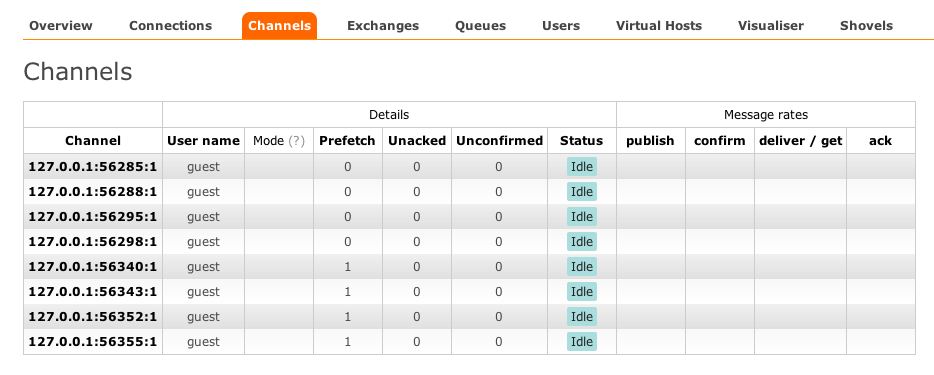 Overview Connections Channels Exchanges Queues Users Virtual Hosts Visualiser Shovels
Channels
Details Message rates
Channel User name Mode (?) Prefetch Unacked Unconfirmed Status publish confirm deliver / get ack
127.0.0.1:56285:1 guest 0 0 0 Idle
127.0.0.1:56288:1 guest 0 0 0 Idle
127.0.0.1:56295:1 guest 0 0 0 Idle
127.0.0.1:56298:1 guest 0 0 0 Idle
127.0.0.1:56340:1 guest 1 0 0 Idle
127.0.0.1:56343:1 guest 1 0 0 Idle
127.0.0.1:56352:1 guest 1 0 0 Idle
127.0.0.1:56355:1 guest 1 0 0 Idle